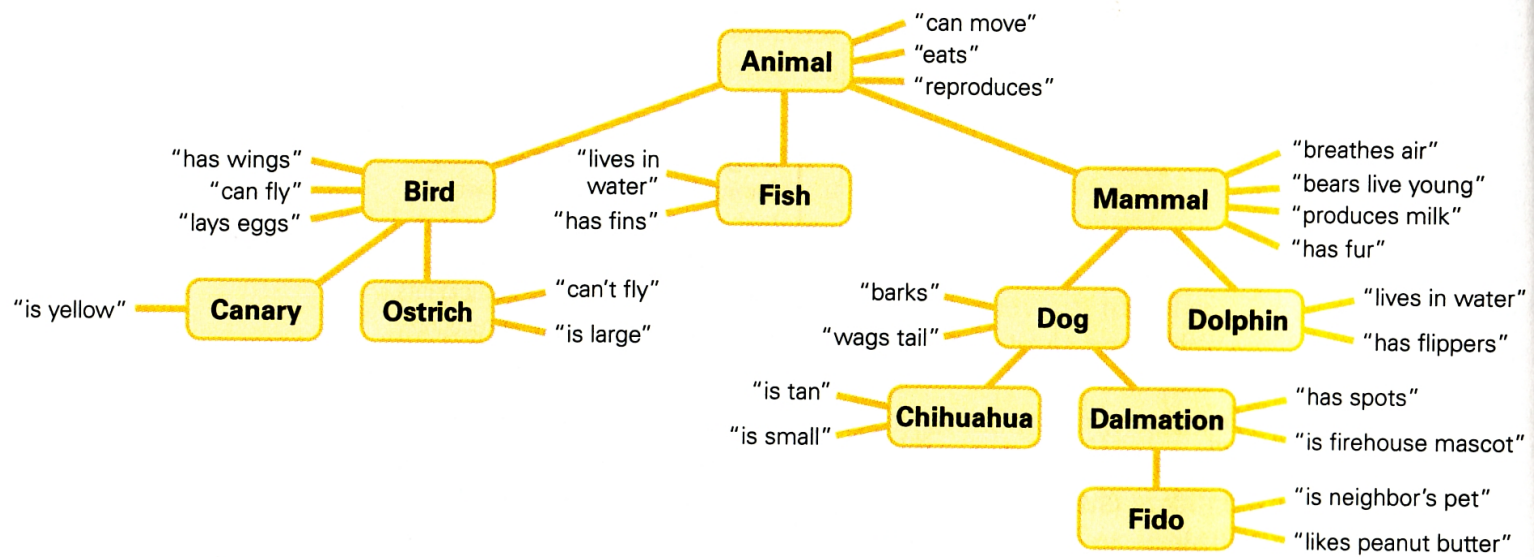 "can move"
Animal
"eats"
"reproduces"
"has wings"
"can fly"
"lays eggs"
Bird
"lives in
water"
"has fins"
Fish
Mammal
"breathes air"
"bears live young"
"produces milk"
"has fur"
"is yellow"
Canary
Ostrich
"can't fly"
"is large"
"barks"
"wags tail"
Dog
Dolphin
"lives in water"
"has flippers"
"is tan"
"is small"
Chihuahua
Dalmation
"has spots"
"is firehouse mascot"
Fido
"is neighbor's pet"
"likes peanut butter"